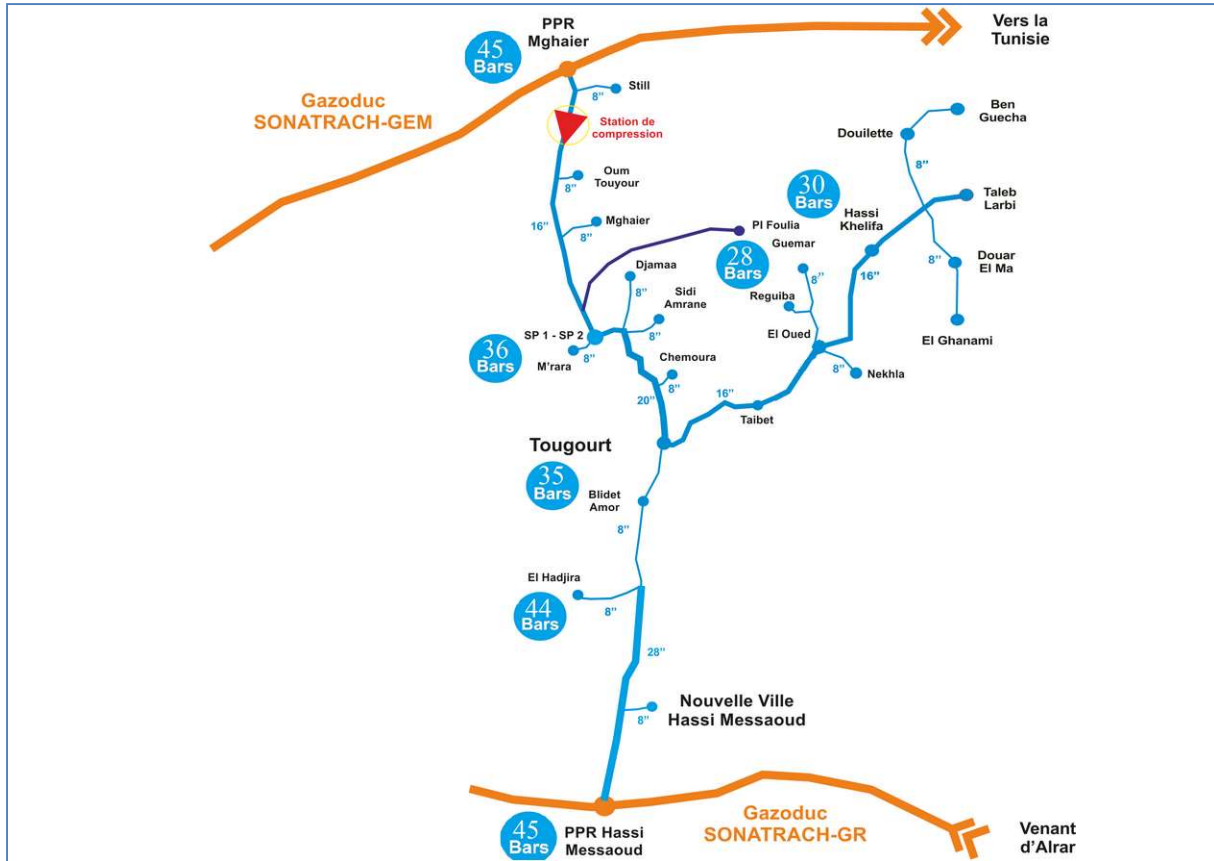 PPR
Mghaier
45
Bars
Vers la
Tunisie
Still
8"
Gazoduc
SONATRACH-GEM
Station de
compression
Ben
Guecha
Douilette
8"
Oum
Touyour
8"
30
Bars
Taleb
Larbi
Hassi
Khelifa
16"
Mghaier
8"
PI Foulia
28
Bars
Guemar
8"
Djamaa
8"
Douar
El Ma
8"
16"
Sidi
Amrane
8"
Reguiba
El Oued
El Ghanami
SP 1 - SP 2
36
Bars
8"
M'rara
Chemoura
8"
8"
Nekhla
20"
16"
Taibet
Tougourt
35
Bars
Blidet
Amor
8"
El Hadjira
44
Bars
8"
28"
Nouvelle Ville
Hassi Messaoud
8"
Gazoduc
SONATRACH-GR
45
Bars
PPR Hassi
Messaoud
Venant
d'Alrar